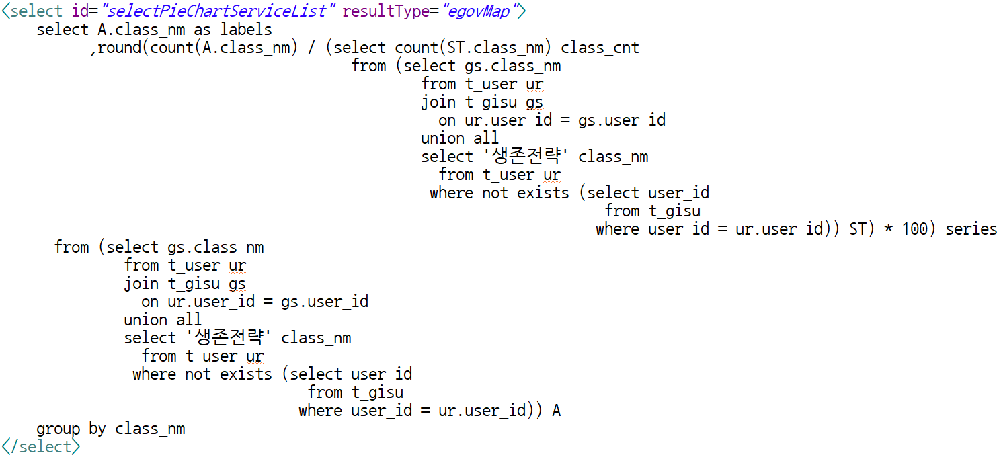 <select id="selectPieChartServiceList" resultType="egovMap">
select A.class_nm as labels
,round(count(A.class_nm) / (select count(ST.class_nm) class_cnt
from (select gs.class_nm
from t_user ur
join t_gisu gs
on ur.user_id = gs.user_id
union all
select '생존전략' class_nm
from t_user ur
where not exists (select user_id
from t_gisu
where user_id = ur.user_id)) ST) * 100) series
from (select gs.class_nm
from t_user ur
join t_gisu gs
on ur.user_id = gs.user_id
union all
select '생존전략' class_nm
from t_user ur
where not exists (select user_id
from t_gisu
where user_id = ur.user_id)) A
group by class_nm
</select>